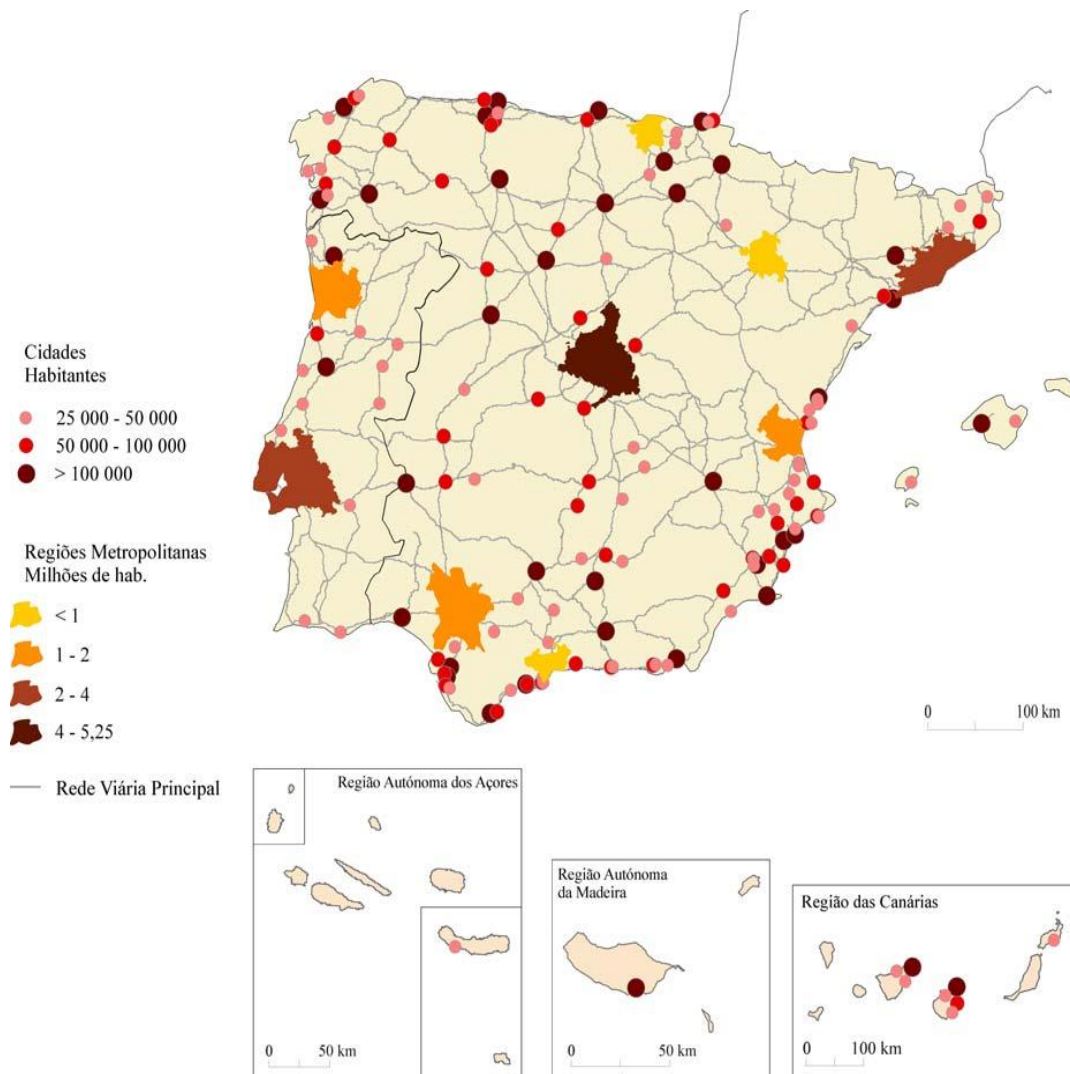 Cidades
Habitantes
25 000 - 50 000
50 000 - 100 000
> 100 000
Regiões Metropolitanas
Milhões de hab.
< 1
1 - 2
2 - 4
4 - 5,25
Rede Viária Principal
0 100 km
Região Autónoma dos Açores
0 50 km
Região Autónoma
da Madeira
0 50 km
Região das Canárias
0 100 km